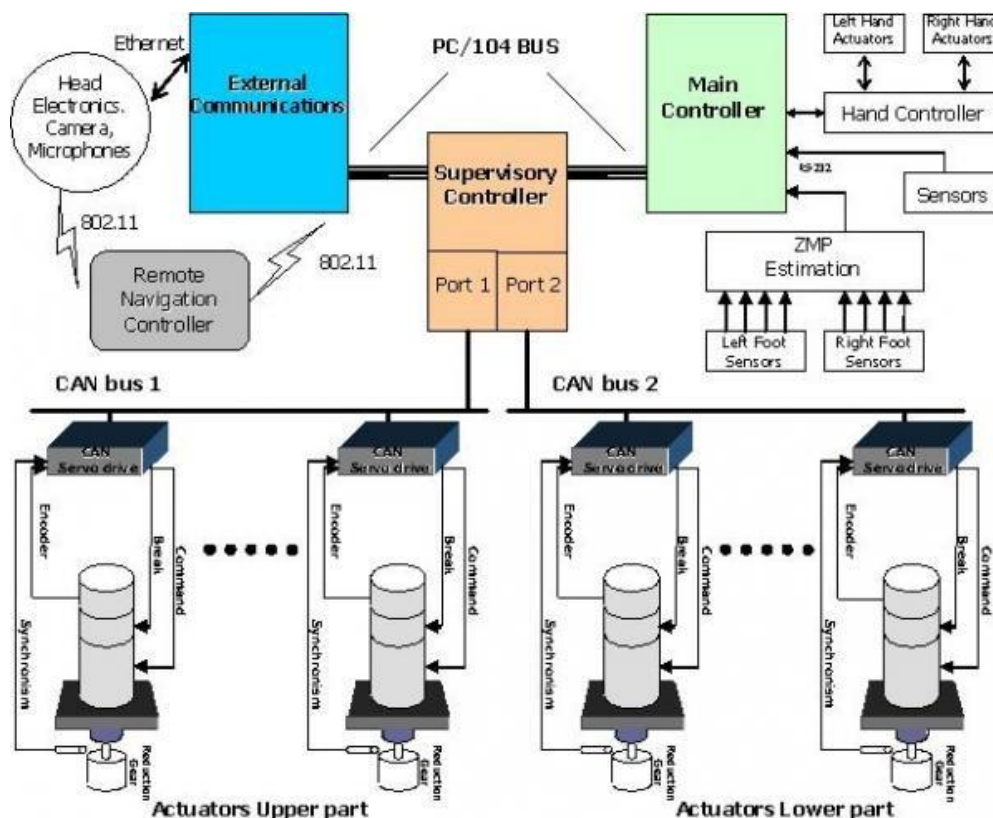 Ethernet
External
Communications
PC/104 BUS
Main
Controller
Left Hand
Actuators
Right Hand
Actuators
Hand Controller
Head
Electronics.
Camera,
Microphones
Supervisory
Controller
Port 1
Port 2
RS-232
Sensors
ZMP
Estimation
Left Foot
Sensors
Right Foot
Sensors
802.11
802.11
Remote
Navigation
Controller
CAN bus 1
CAN bus 2
CAN
Servo drive
Encoder
Break
Command
Synchronism
Reduction
Gear
CAN
Servo drive
Encoder
Break
Command
Synchronism
Reduction
Gear
CAN
Servo drive
Encoder
Break
Command
Synchronism
Reduction
Gear
CAN
Servo drive
Encoder
Break
Command
Synchronism
Reduction
Gear
Actuators Upper part
Actuators Lower part